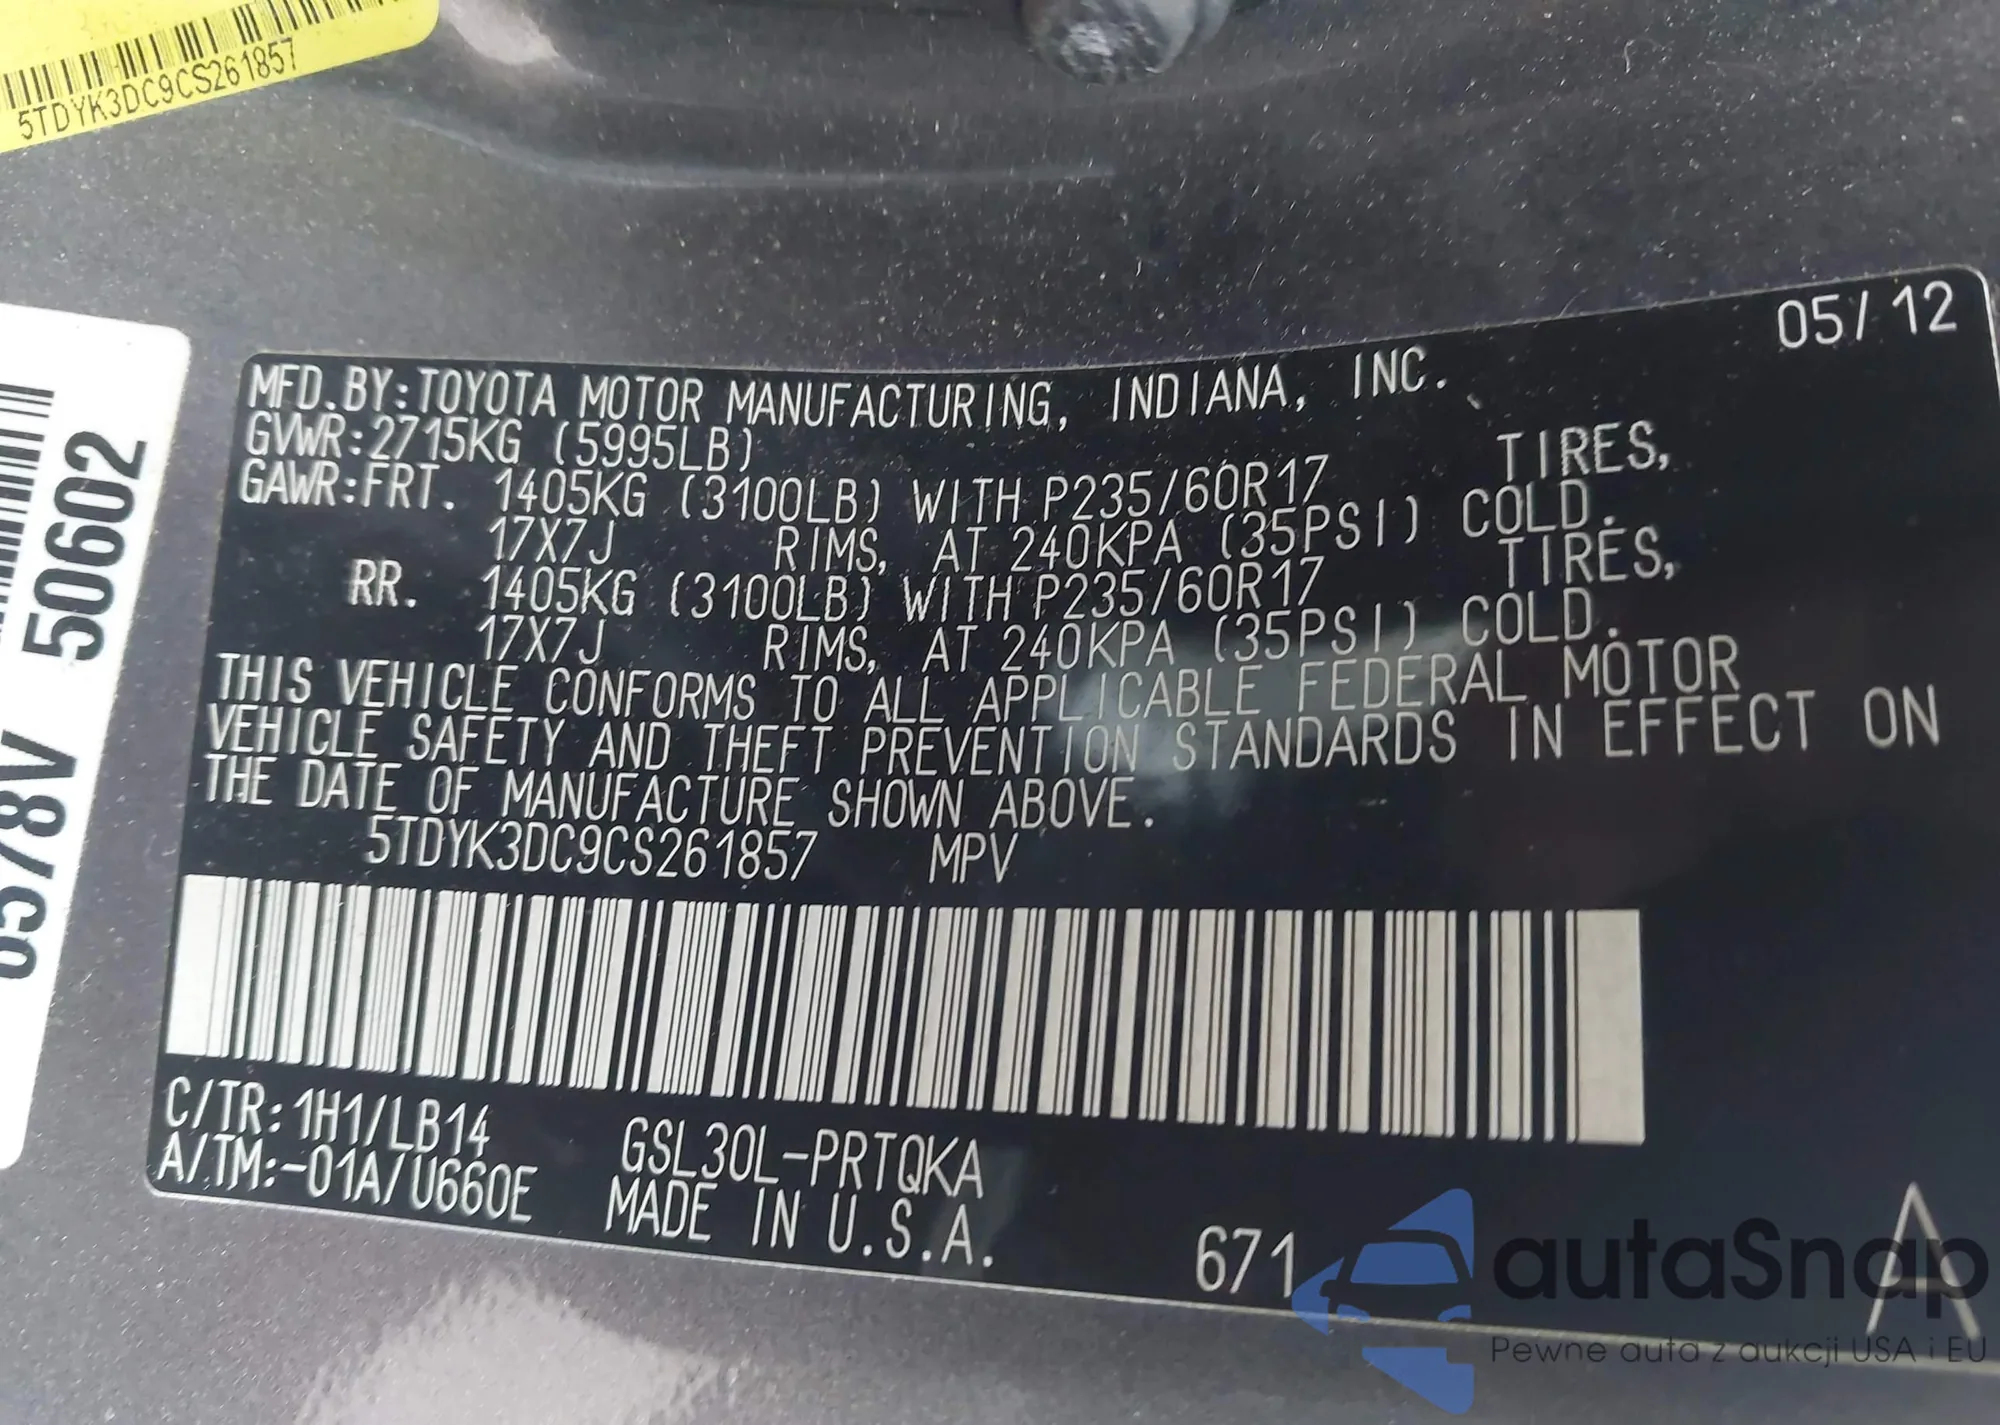 5TDYK3DC9CS261857
50602
05/12
MFD.BY:TOYOTA MOTOR MANUFACTURING, INDIANA, INC.
GVWR:2715KG (5995LB)
GAWR:FRT. 1405KG (3100LB) WITH P235/60R17 TIRES,
17X7J RIMS, AT 240KPA (35PSI) COLD.
RR. 1405KG (3100LB) WITH P235/60R17 TIRES,
17X7J RIMS, AT 240KPA (35PSI) COLD.
THIS VEHICLE CONFORMS TO ALL APPLICABLE FEDERAL MOTOR
VEHICLE SAFETY AND THEFT PREVENTION STANDARDS IN EFFECT ON
THE DATE OF MANUFACTURE SHOWN ABOVE.
5TDYK3DC9CS261857 MPV
C/TR:1H1/LB14 GSL30L-PRTQKA
A/TM:-01A/U660E MADE IN U.S.A.
671 A
autaSnap
Pewne auta z aukcji USA i EU